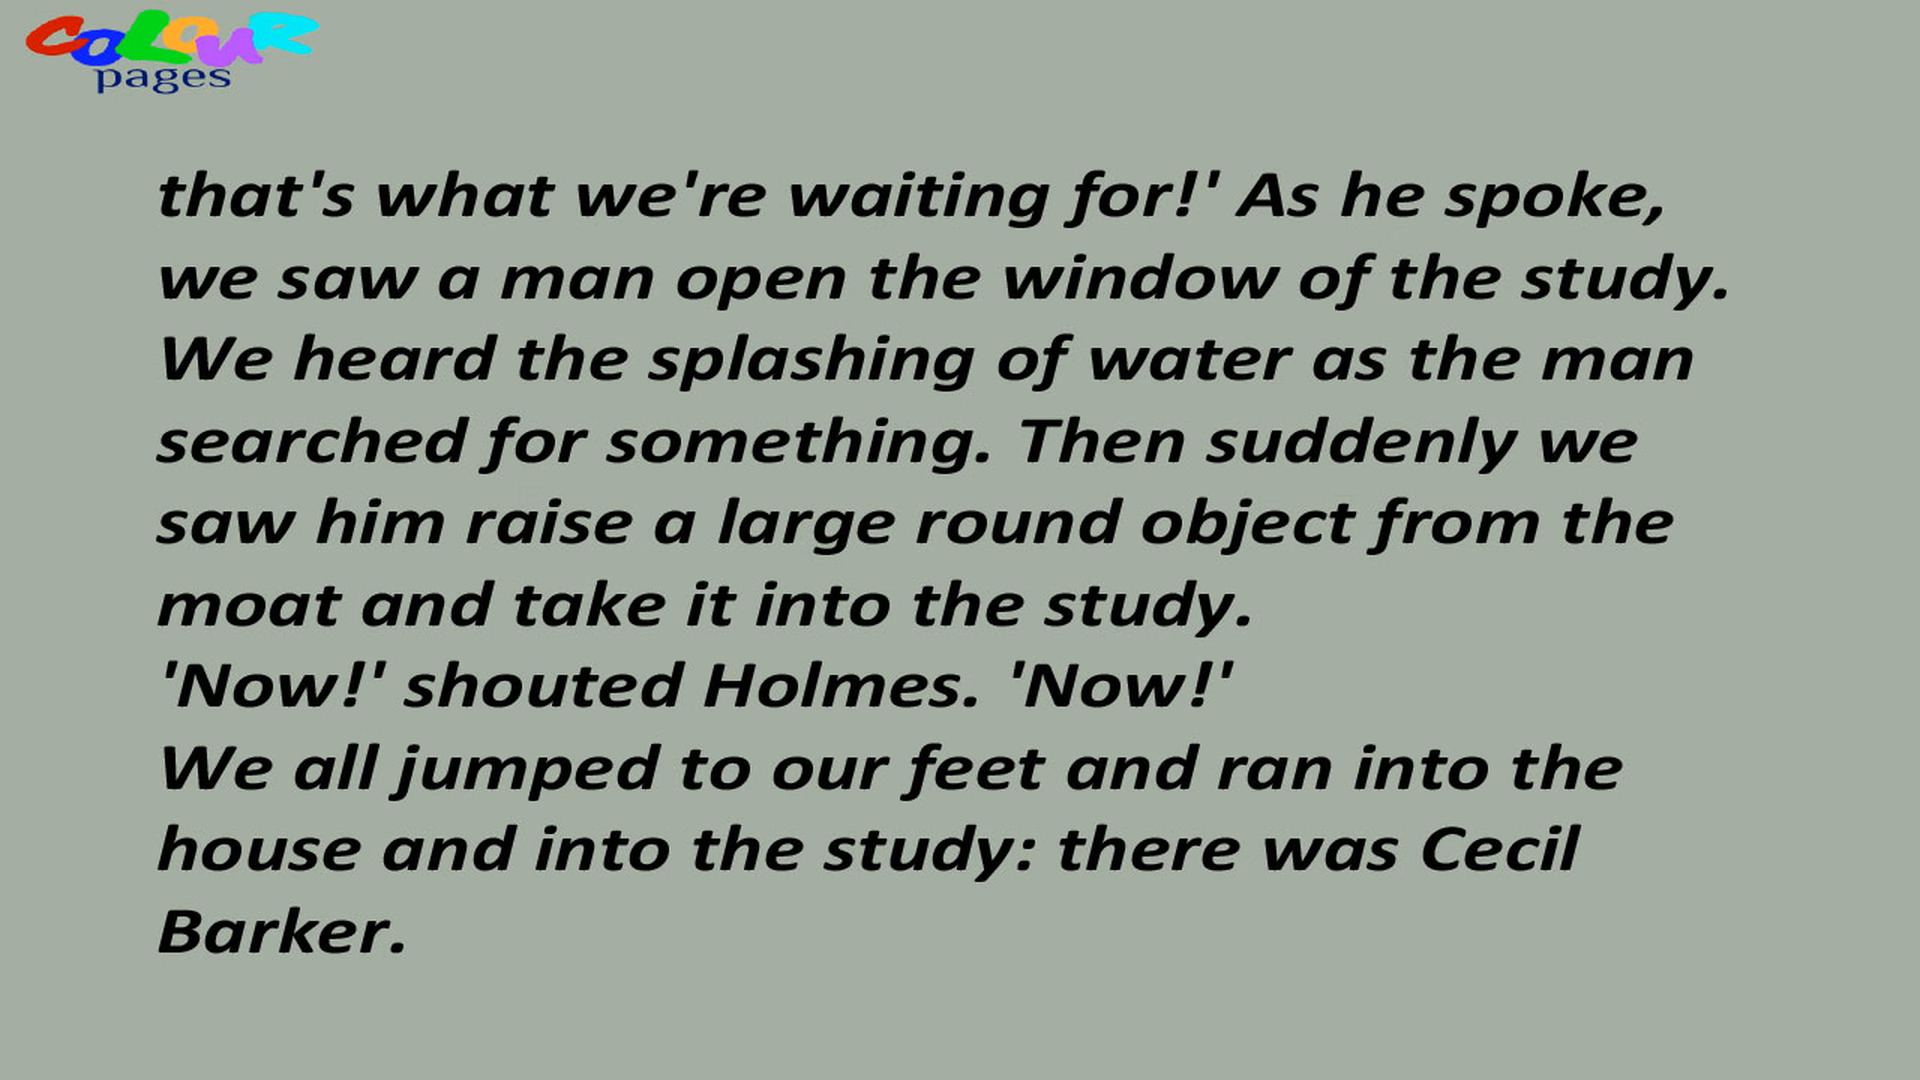 COLOUR
pages
that's what we're waiting for!' As he spoke,
we saw a man open the window of the study.
We heard the splashing of water as the man
searched for something. Then suddenly we
saw him raise a large round object from the
moat and take it into the study.
'Now!' shouted Holmes. 'Now!'
We all jumped to our feet and ran into the
house and into the study: there was Cecil
Barker.